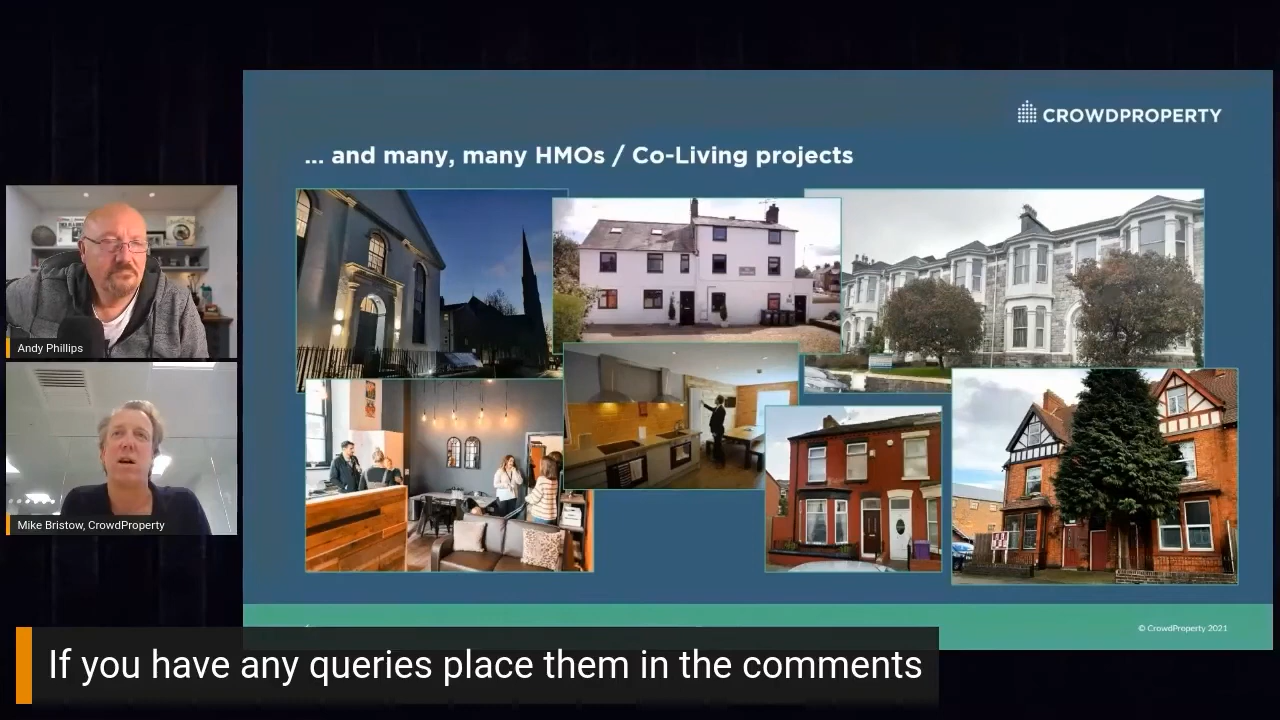 CROWDPROPERTY
... and many, many HMOs / Co-Living projects
Andy Phillips
Mike Bristow, CrowdProperty
© CrowdProperty 2021
If you have any queries place them in the comments